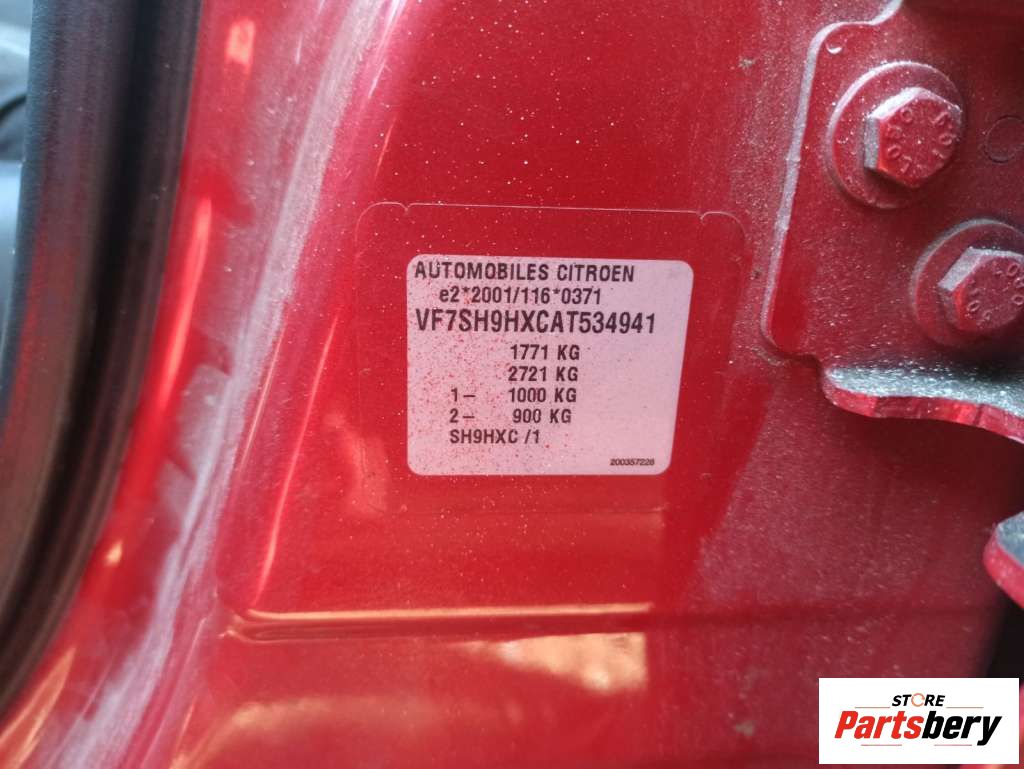 AUTOMOBILES CITROEN
e2*2001/116*0371
VF7SH9HXCAT534941
1771 KG
2721 KG
1– 1000 KG
2– 900 KG
SH9HXC /1
200357226
STORE
Partsbery